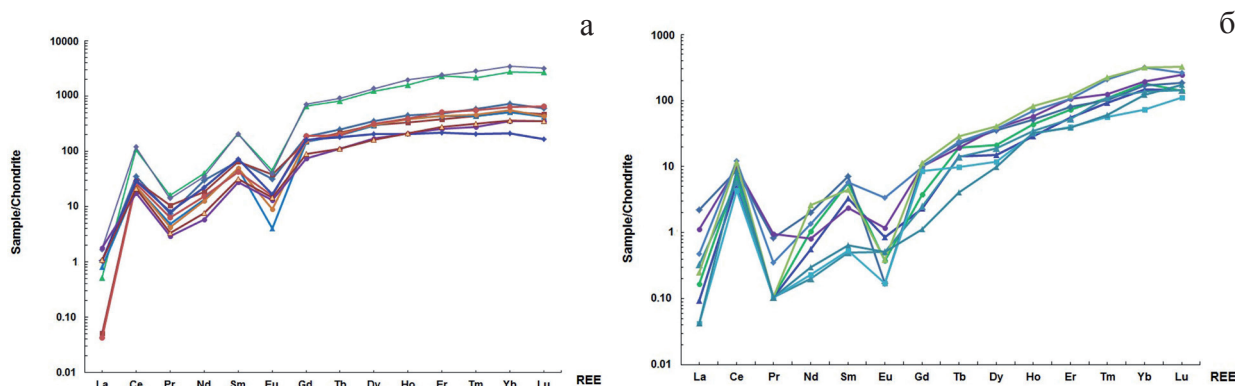 а
Sample/Chondrite
10000
1000
100
10
1
0.10
0.01
La Ce Pr Nd Sm Eu Gd Tb Dy Ho Er Tm Yb Lu REE
б
Sample/Chondrite
1000
100
10
1
0.10
0.01
La Ce Pr Nd Sm Eu Gd Tb Dy Ho Er Tm Yb Lu REE